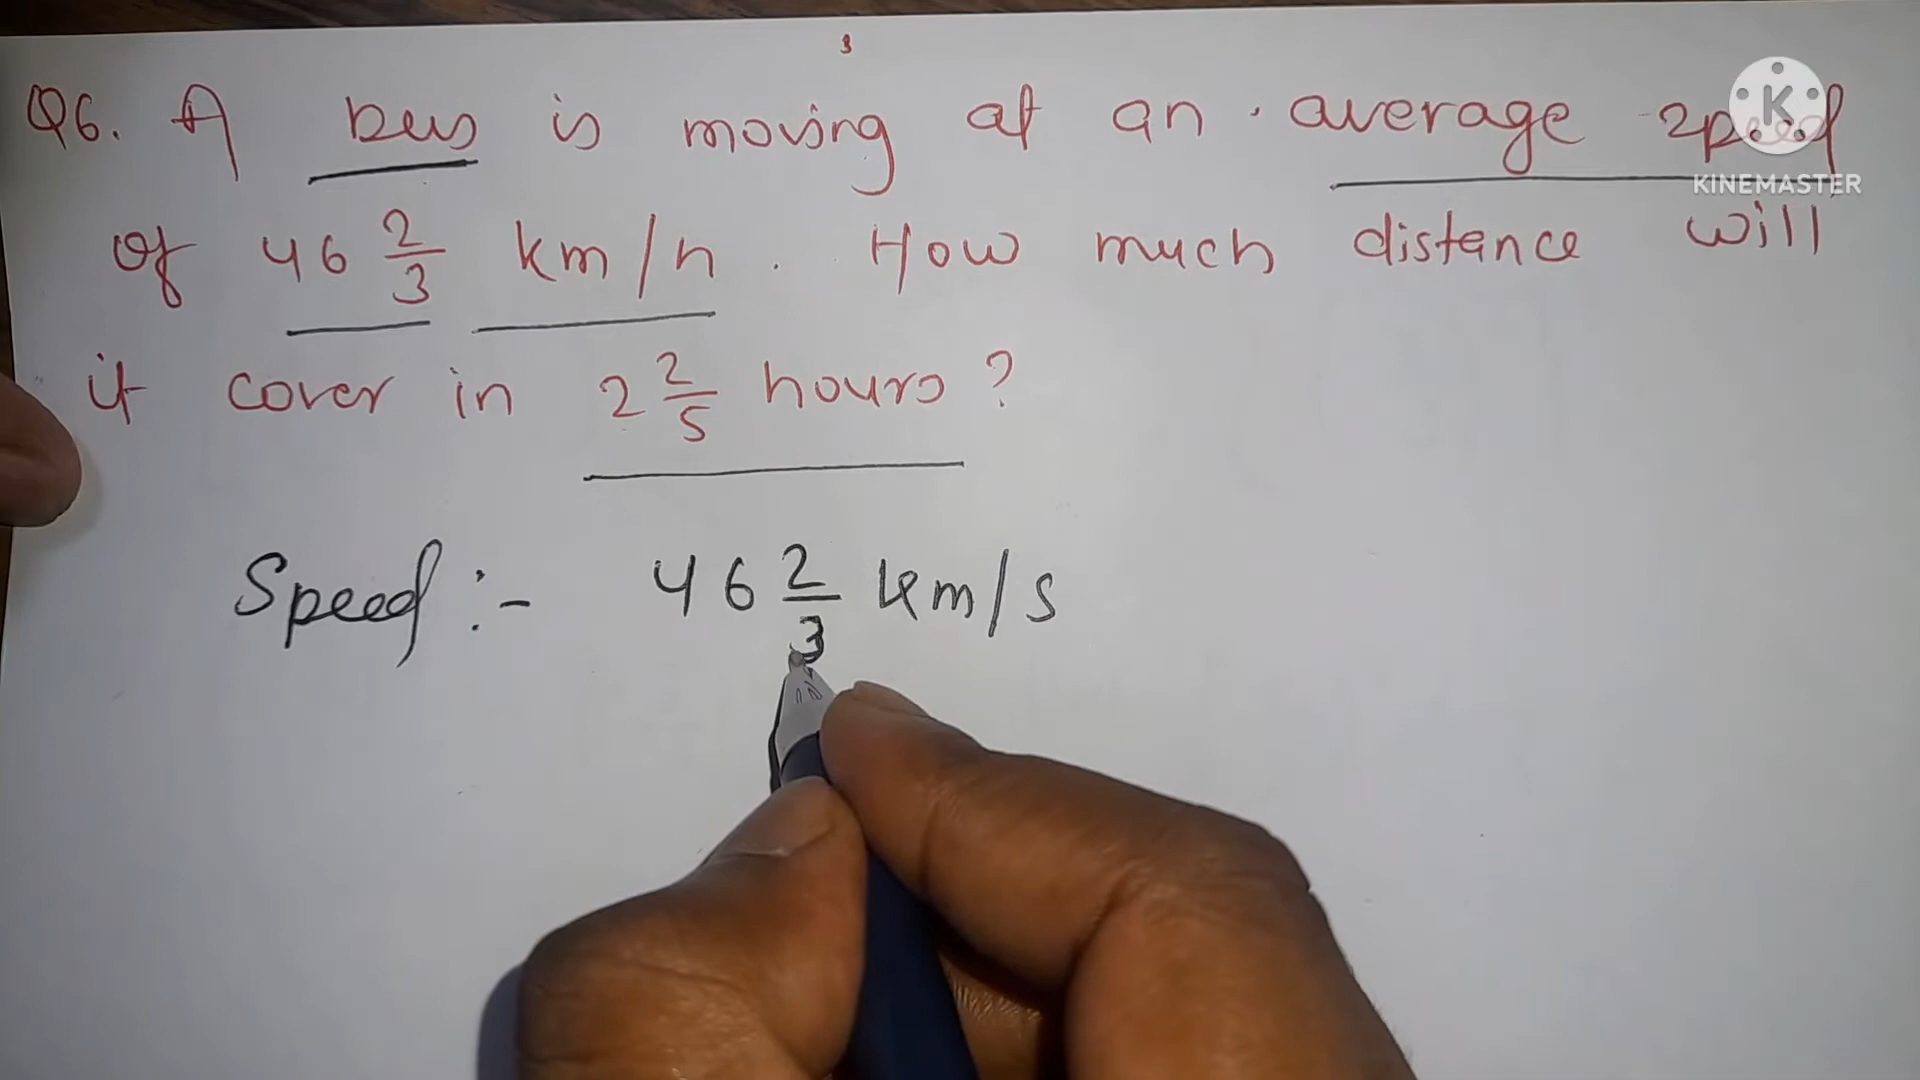 3
Q6. A bus is moving at an average speed
of 46 2/3 km/h. How much distance will
it cover in 2 2/5 hours?
Speed :- 46 2/3 km/s
K
KINEMASTER